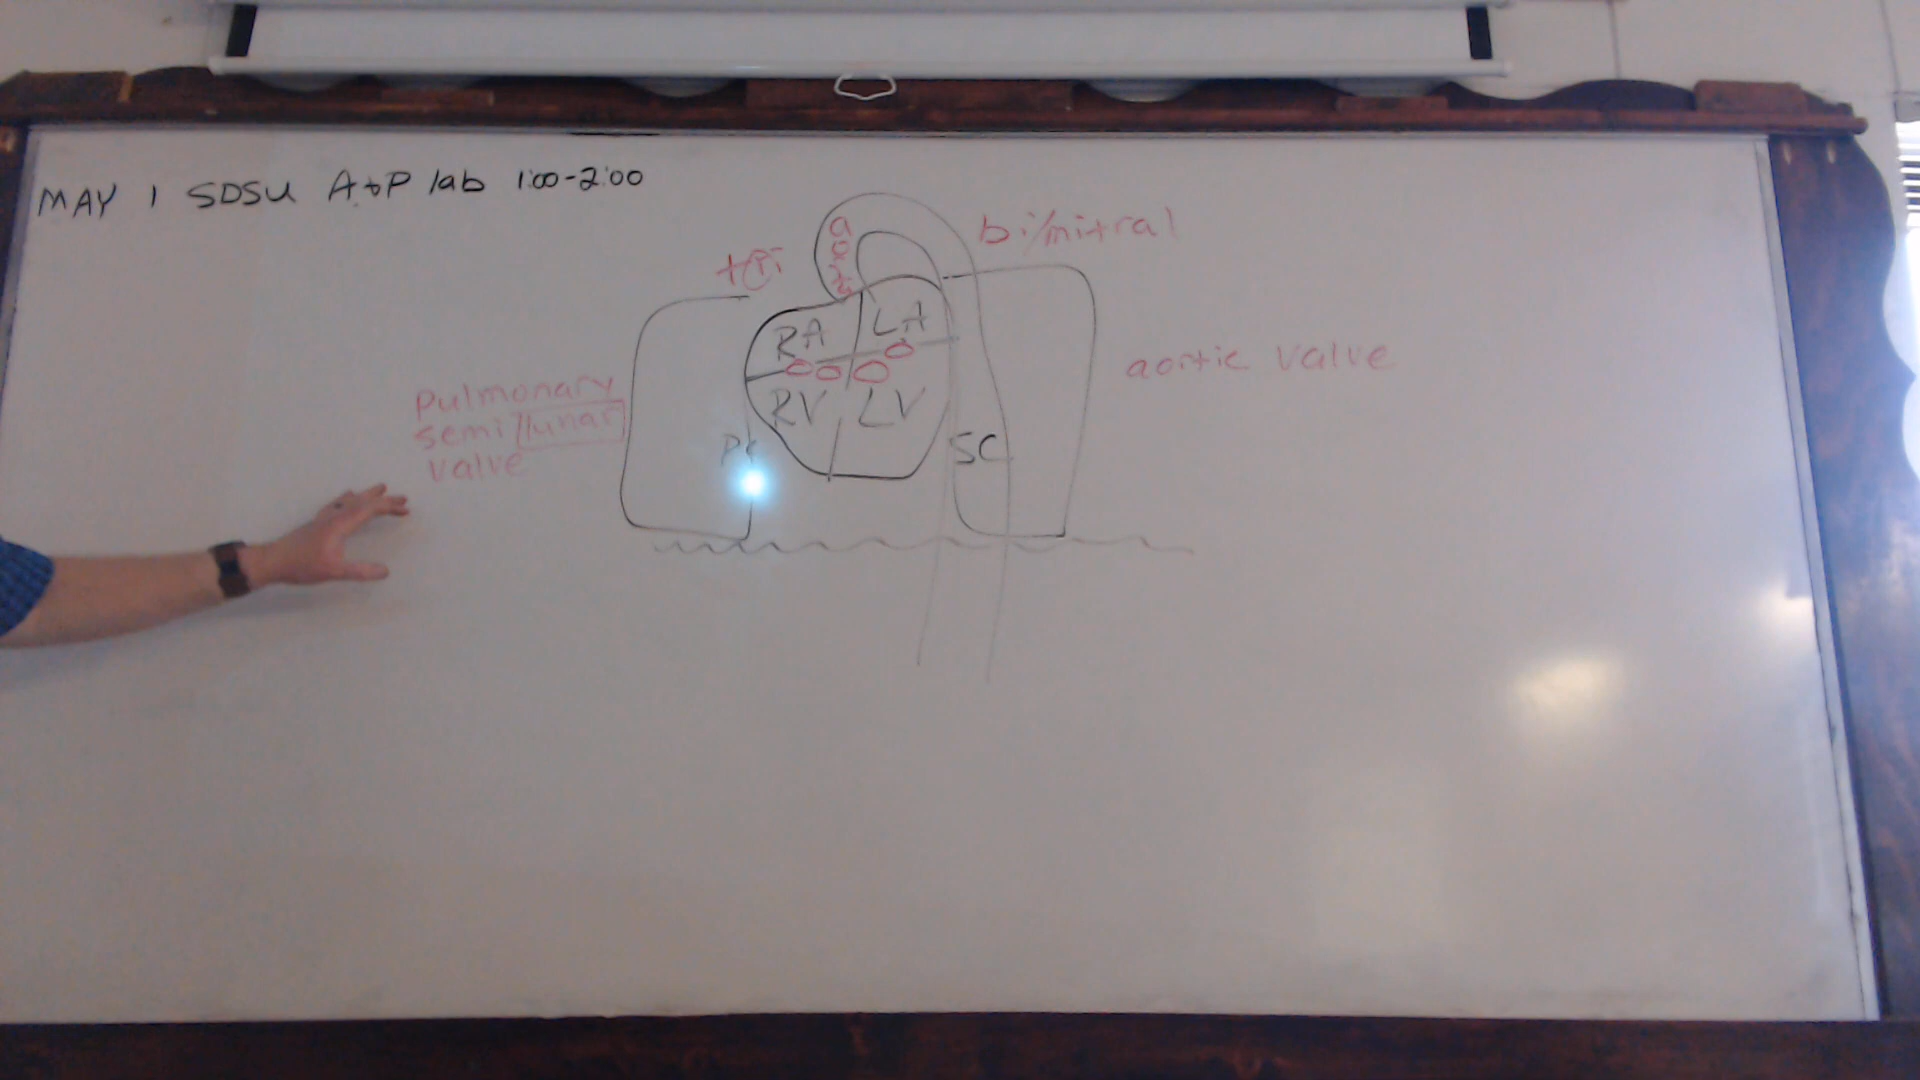 MAY 1 SDSU A+P lab 1:00-2:00
aorta
bi/mitral
tri
RA LA
aortic valve
Pulmonary
semi/lunar
valve
RV LV
SC